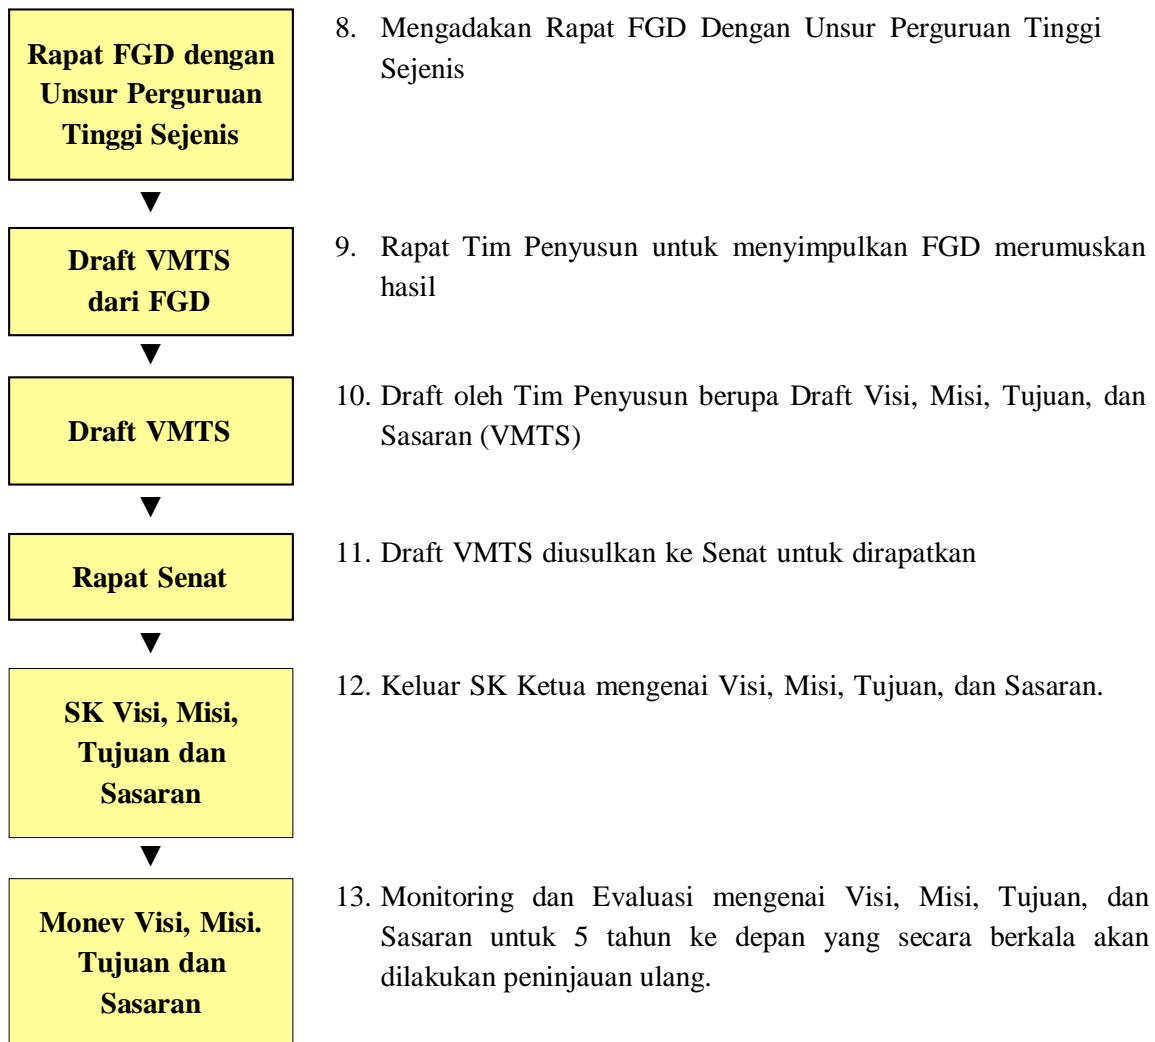 Rapat FGD dengan
Unsur Perguruan
Tinggi Sejenis
8. Mengadakan Rapat FGD Dengan Unsur Perguruan Tinggi
Sejenis
Draft VMTS
dari FGD
9. Rapat Tim Penyusun untuk menyimpulkan FGD merumuskan
hasil
Draft VMTS
10. Draft oleh Tim Penyusun berupa Draft Visi, Misi, Tujuan, dan
Sasaran (VMTS)
Rapat Senat
11. Draft VMTS diusulkan ke Senat untuk dirapatkan
SK Visi, Misi,
Tujuan dan
Sasaran
12. Keluar SK Ketua mengenai Visi, Misi, Tujuan, dan Sasaran.
Monev Visi, Misi.
Tujuan dan
Sasaran
13. Monitoring dan Evaluasi mengenai Visi, Misi, Tujuan, dan
Sasaran untuk 5 tahun ke depan yang secara berkala akan
dilakukan peninjauan ulang.